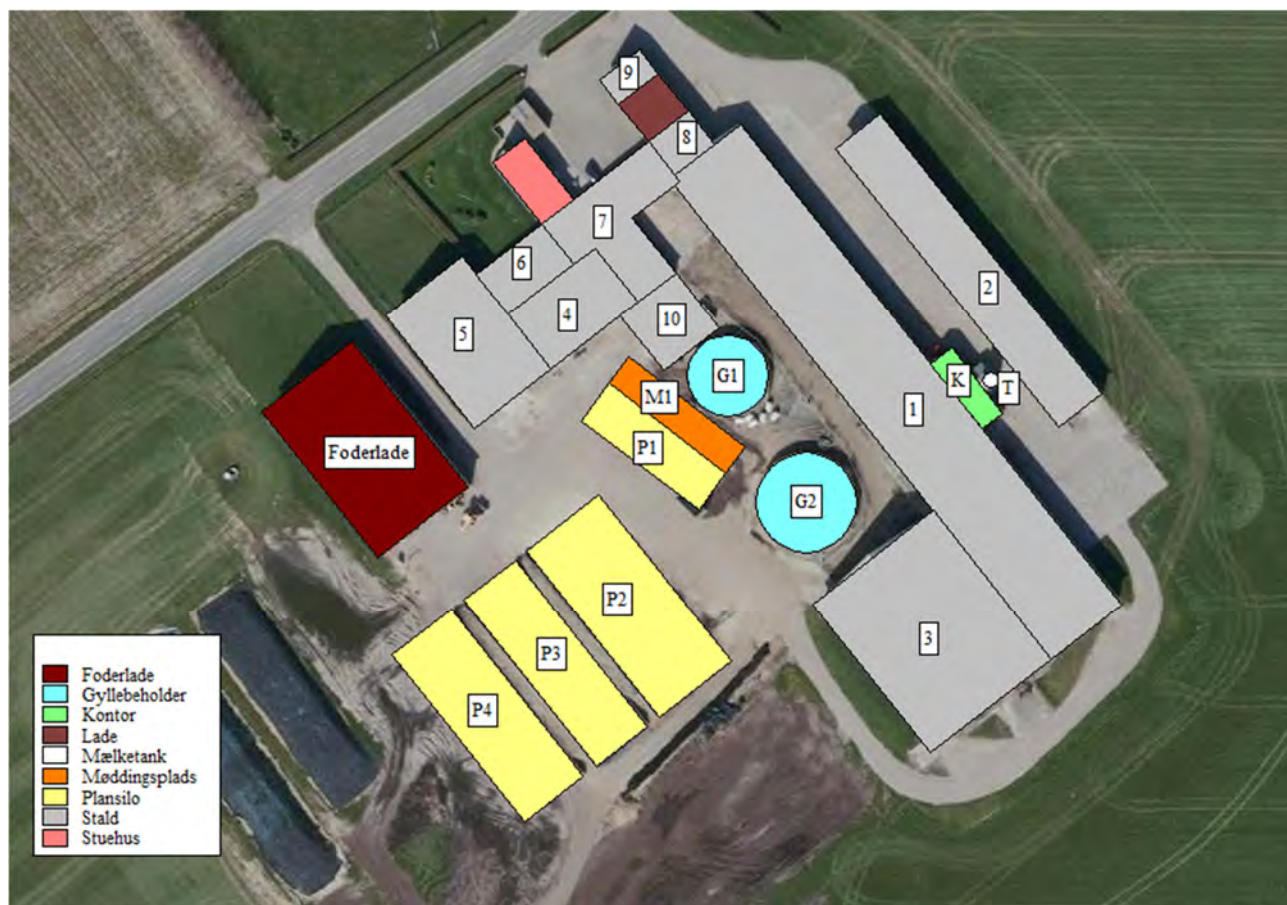 9
8
7
6
2
4
10
5
G1
K
T
M1
1
P1
Foderlade
G2
P2
3
P3
P4
Foderlade
Gyllebeholder
Kontor
Lade
Mælketank
Møddingsplads
Plansilo
Stald
Stuehus